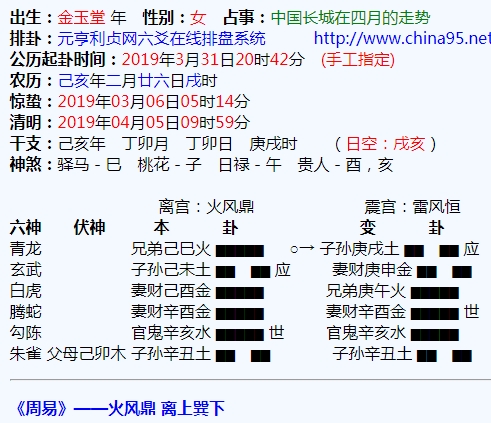 出生：金玉堂 年 性别：女 占事：中国长城在四月的走势
排卦：元亨利贞网六爻在线排盘系统 http://www.china95.net
公历起卦时间：2019年3月31日20时42分 (手工指定)
农历：己亥年二月廿六日戌时
惊蛰：2019年03月06日05时14分
清明：2019年04月05日09时59分
干支：己亥年 丁卯月 丁卯日 庚戌时 （日空：戌亥）
神煞：驿马－巳 桃花－子 日禄－午 贵人－酉，亥
离宫：火风鼎 震宫：雷风恒
六神 伏神 本 卦 变 卦
青龙 兄弟己巳火 ○→ 子孙庚戌土 应
玄武 子孙己未土 应 妻财庚申金
白虎 妻财己酉金 兄弟庚午火
腾蛇 妻财辛酉金 妻财辛酉金 世
勾陈 官鬼辛亥水 世 官鬼辛亥水
朱雀 父母己卯木 子孙辛丑土 子孙辛丑土
《周易》——火风鼎 离上巽下